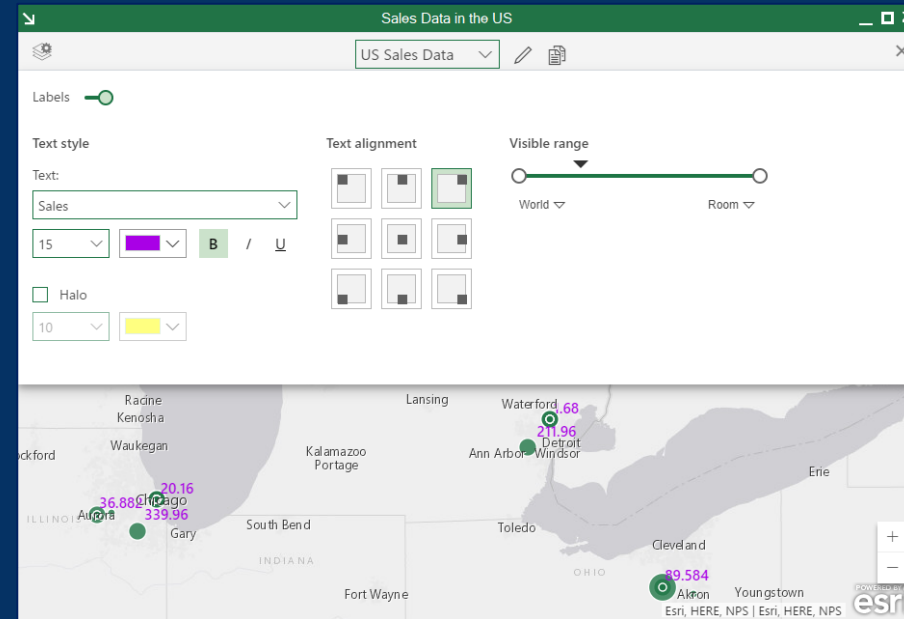 Sales Data in the US
US Sales Data
Labels
Text style
Text alignment
Visible range
Text:
Sales
World
Room
15
B I U
Halo
10
Racine
Kenosha
Waukegan
Lansing
Waterford
.68
211.96
Detroit
Ann Arbor
Windsor
Kalamazoo
Portage
Erie
20.16
36.882
Chicago
339.96
Aurora
ILLINOIS
Gary
South Bend
Toledo
INDIANA
Cleveland
OHIO
89.584
Akron
Youngstown
Fort Wayne
POWERED BY
esri
Esri, HERE, NPS | Esri, HERE, NPS